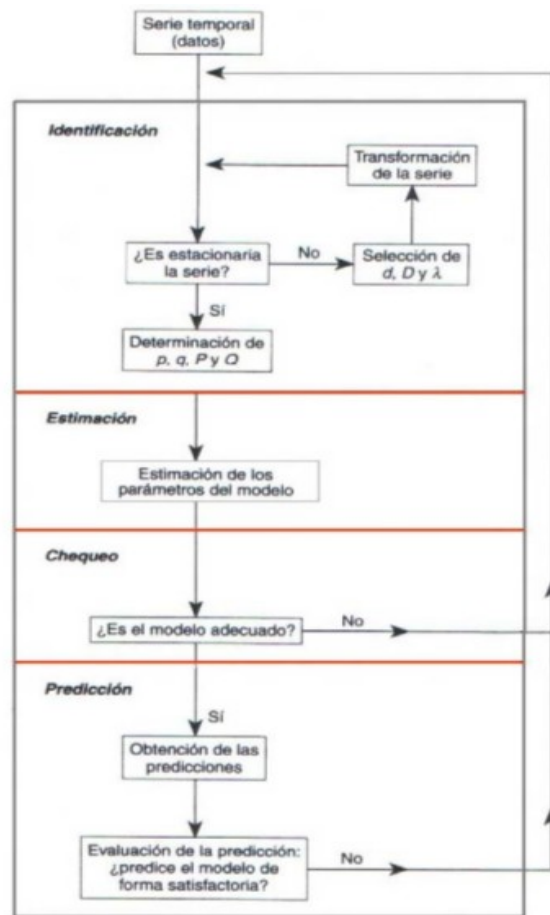 Serie temporal
(datos)
Identificación
Transformación
de la serie
¿Es estacionaria
la serie?
No
Selección de
d, D y λ
Sí
Determinación de
p, q, P y Q
Estimación
Estimación de los
parámetros del modelo
Chequeo
¿Es el modelo adecuado?
No
Predicción
Sí
Obtención de las
predicciones
Evaluación de la predicción:
¿predice el modelo de
forma satisfactoria?
No